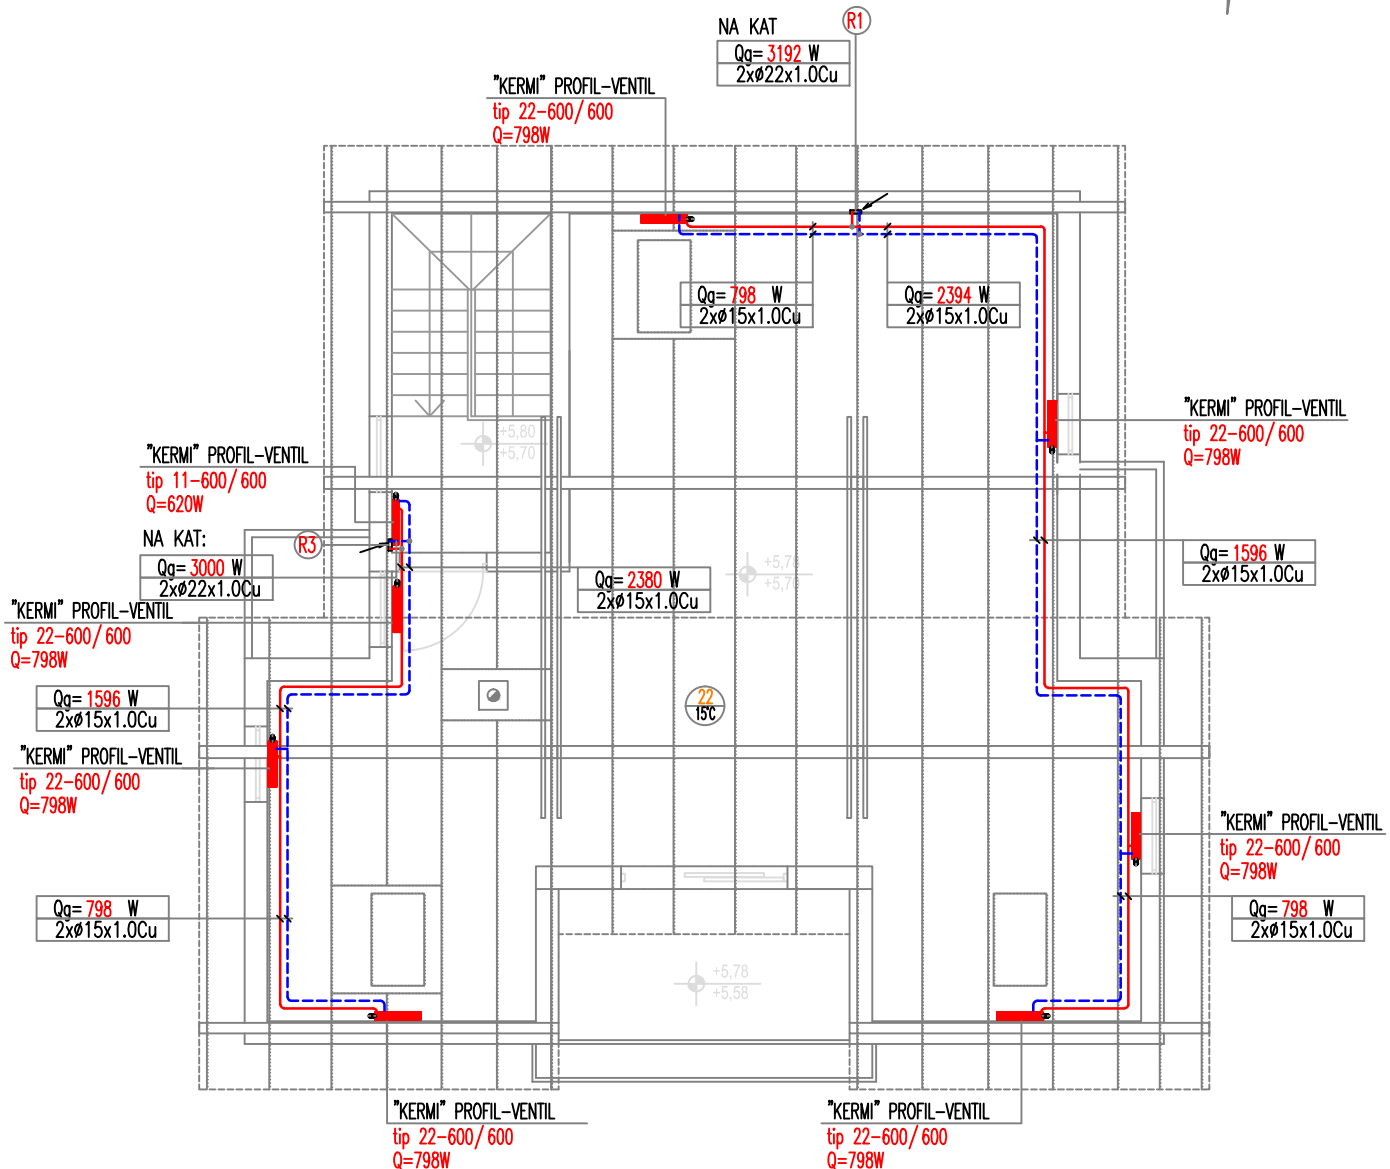 NA KAT
R1
Qg= 3192 W
2xø22x1.0Cu
"KERMI" PROFIL-VENTIL
tip 22-600/600
Q=798W
Qg= 798 W
2xø15x1.0Cu
Qg= 2394 W
2xø15x1.0Cu
"KERMI" PROFIL-VENTIL
tip 22-600/600
Q=798W
+5,80
+5,70
"KERMI" PROFIL-VENTIL
tip 11-600/600
Q=620W
NA KAT:
R3
Qg= 3000 W
2xø22x1.0Cu
Qg= 2380 W
2xø15x1.0Cu
+5,78
+5,76
Qg= 1596 W
2xø15x1.0Cu
"KERMI" PROFIL-VENTIL
tip 22-600/600
Q=798W
Qg= 1596 W
2xø15x1.0Cu
22
15°C
"KERMI" PROFIL-VENTIL
tip 22-600/600
Q=798W
"KERMI" PROFIL-VENTIL
tip 22-600/600
Q=798W
Qg= 798 W
2xø15x1.0Cu
Qg= 798 W
2xø15x1.0Cu
+5,78
+5,58
"KERMI" PROFIL-VENTIL
tip 22-600/600
Q=798W
"KERMI" PROFIL-VENTIL
tip 22-600/600
Q=798W